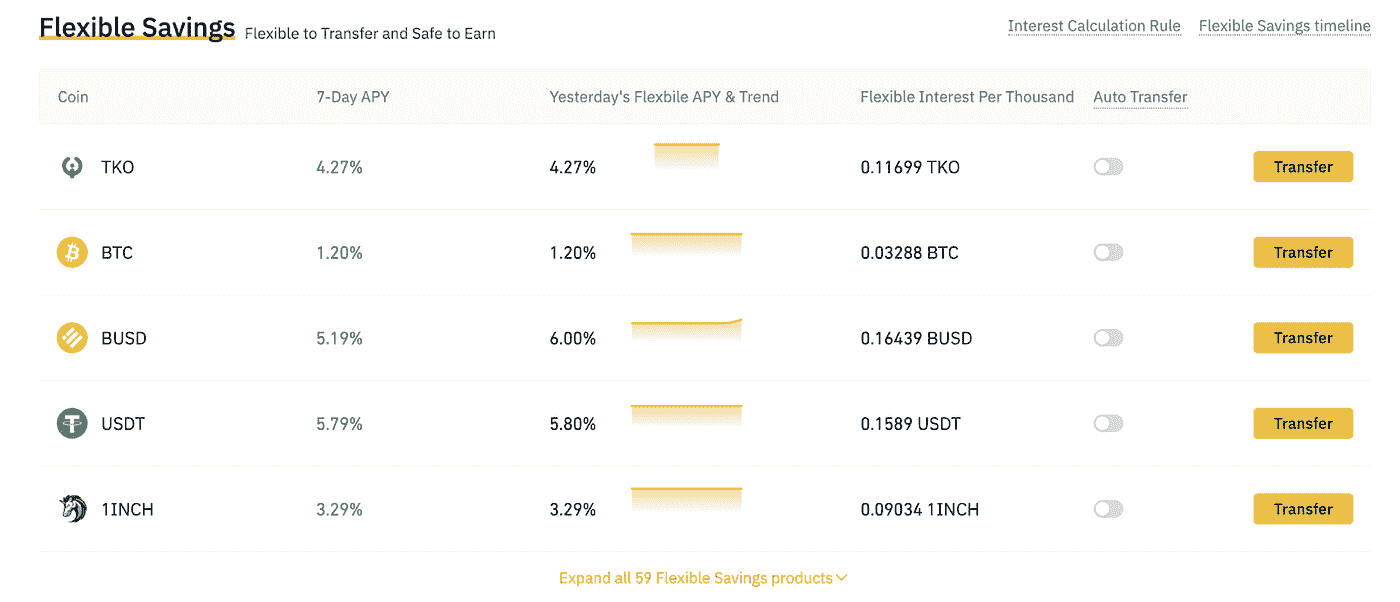 Flexible Savings Flexible to Transfer and Safe to Earn Interest Calculation Rule Flexible Savings timeline
Coin 7-Day APY Yesterday's Flexbile APY & Trend Flexible Interest Per Thousand Auto Transfer
TKO 4.27% 4.27% 0.11699 TKO Transfer
BTC 1.20% 1.20% 0.03288 BTC Transfer
BUSD 5.19% 6.00% 0.16439 BUSD Transfer
USDT 5.79% 5.80% 0.1589 USDT Transfer
1INCH 3.29% 3.29% 0.09034 1INCH Transfer
Expand all 59 Flexible Savings products